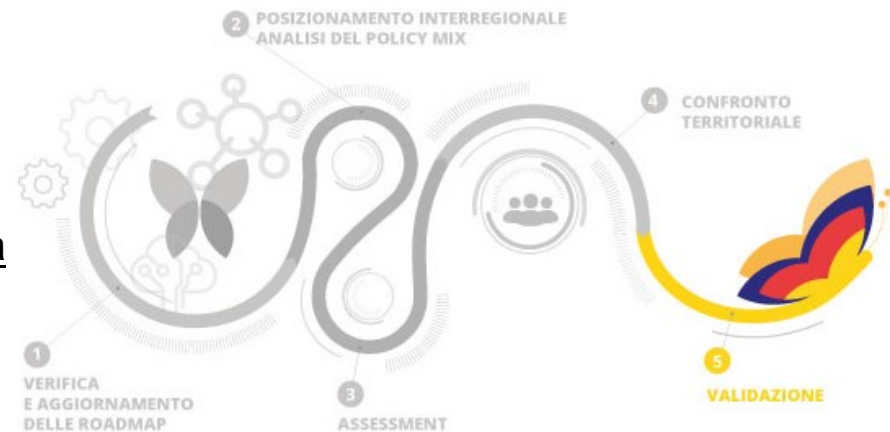 2 POSIZIONAMENTO INTERREGIONALE
ANALISI DEL POLICY MIX
4 CONFRONTO
TERRITORIALE
a
1
VERIFICA
E AGGIORNAMENTO
DELLE ROADMAP
3
ASSESSMENT
5
VALIDAZIONE